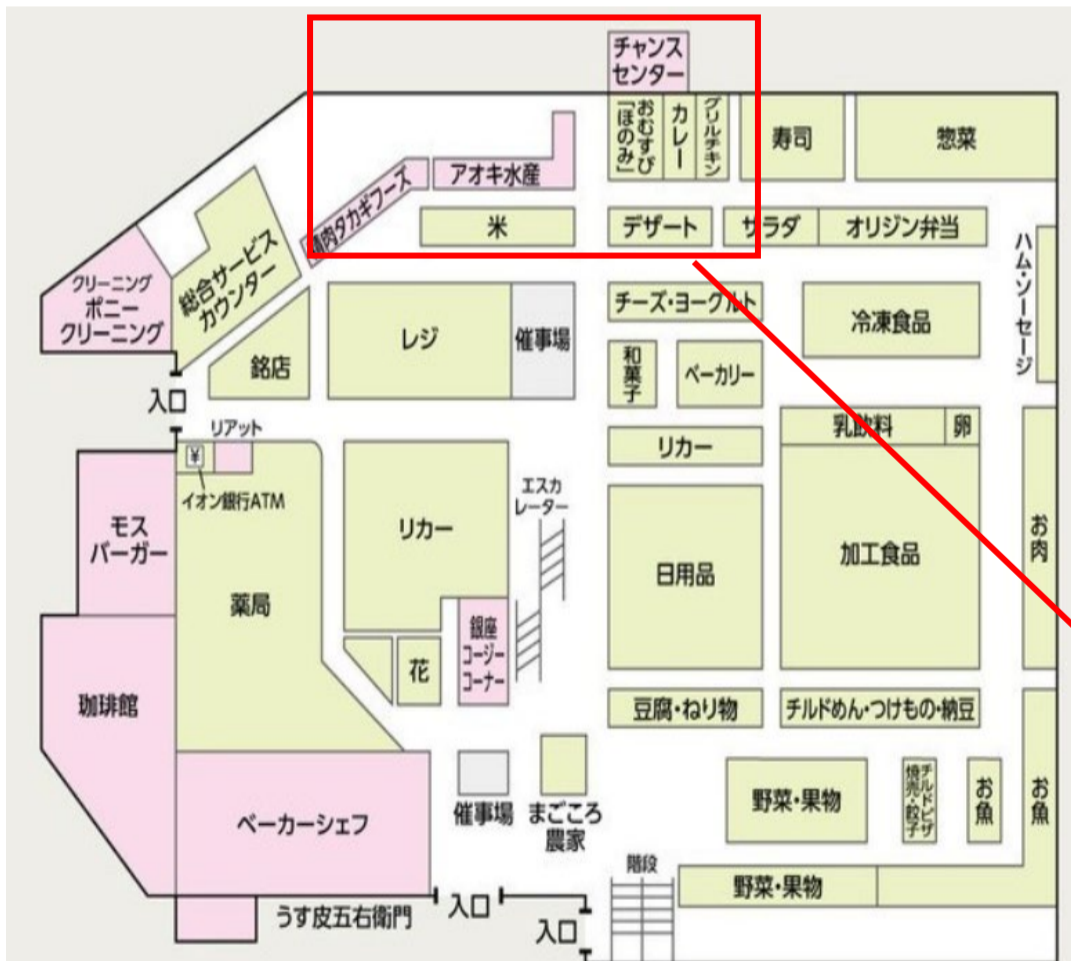 チャンス
センター
おむすび
「ほのみ」
カレー
グリルチキン
寿司
惣菜
アオキ水産
精肉タカギフーズ
米
デザート
サラダ
オリジン弁当
ハム・ソーセージ
総合サービス
カウンター
クリーニング
ポニー
クリーニング
銘店
レジ
催事場
チーズ・ヨーグルト
冷凍食品
和菓子
ベーカリー
入口
リアット
¥
イオン銀行ATM
乳飲料
卵
リカー
モス
バーガー
薬局
リカー
エスカ
レーター
日用品
加工食品
お肉
銀座
コージー
コーナー
花
珈琲館
豆腐・ねり物
チルドめん・つけもの・納豆
ベーカーシェフ
催事場
まごころ
農家
野菜・果物
チルドピザ
焼売・餃子
お魚
お魚
階段
野菜・果物
うす皮五右衛門
入口
入口